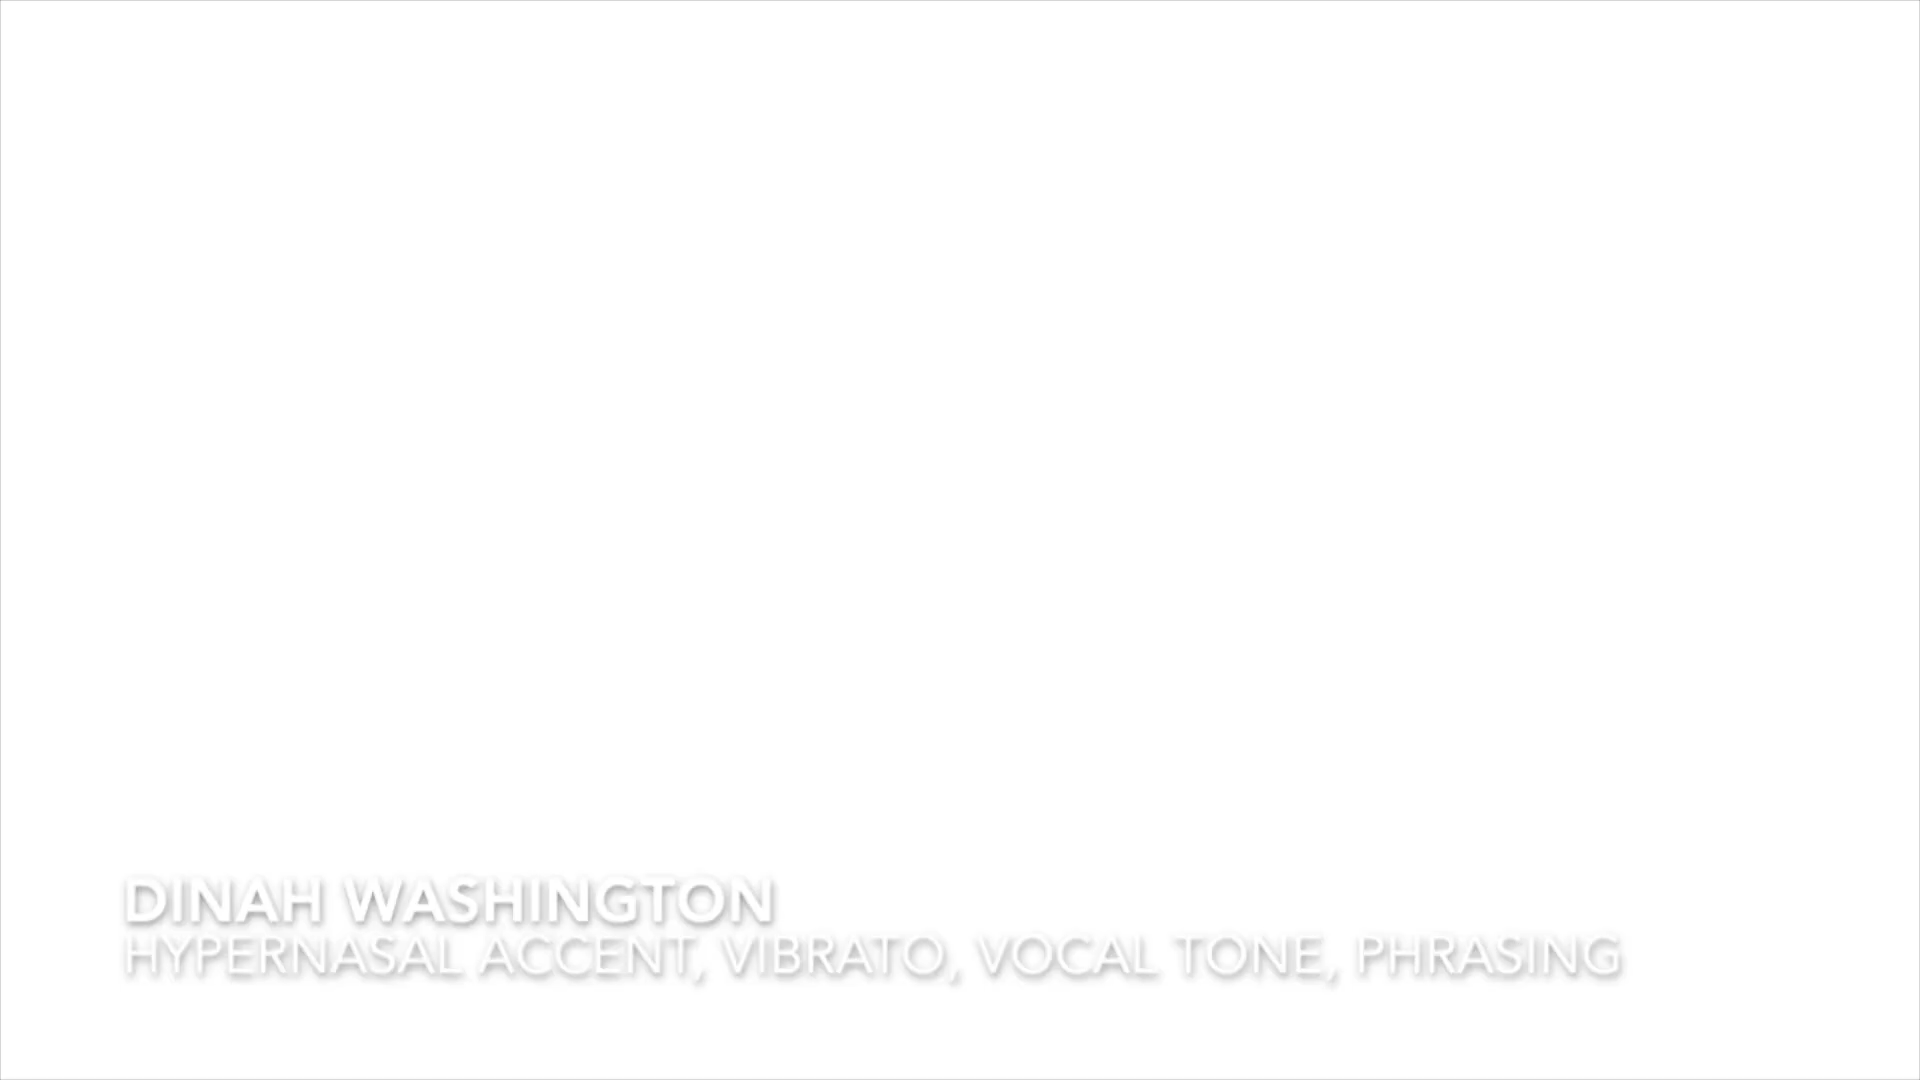 DINAH WASHINGTON
HYPERNASAL ACCENT, VIBRATO, VOCAL TONE, PHRASING